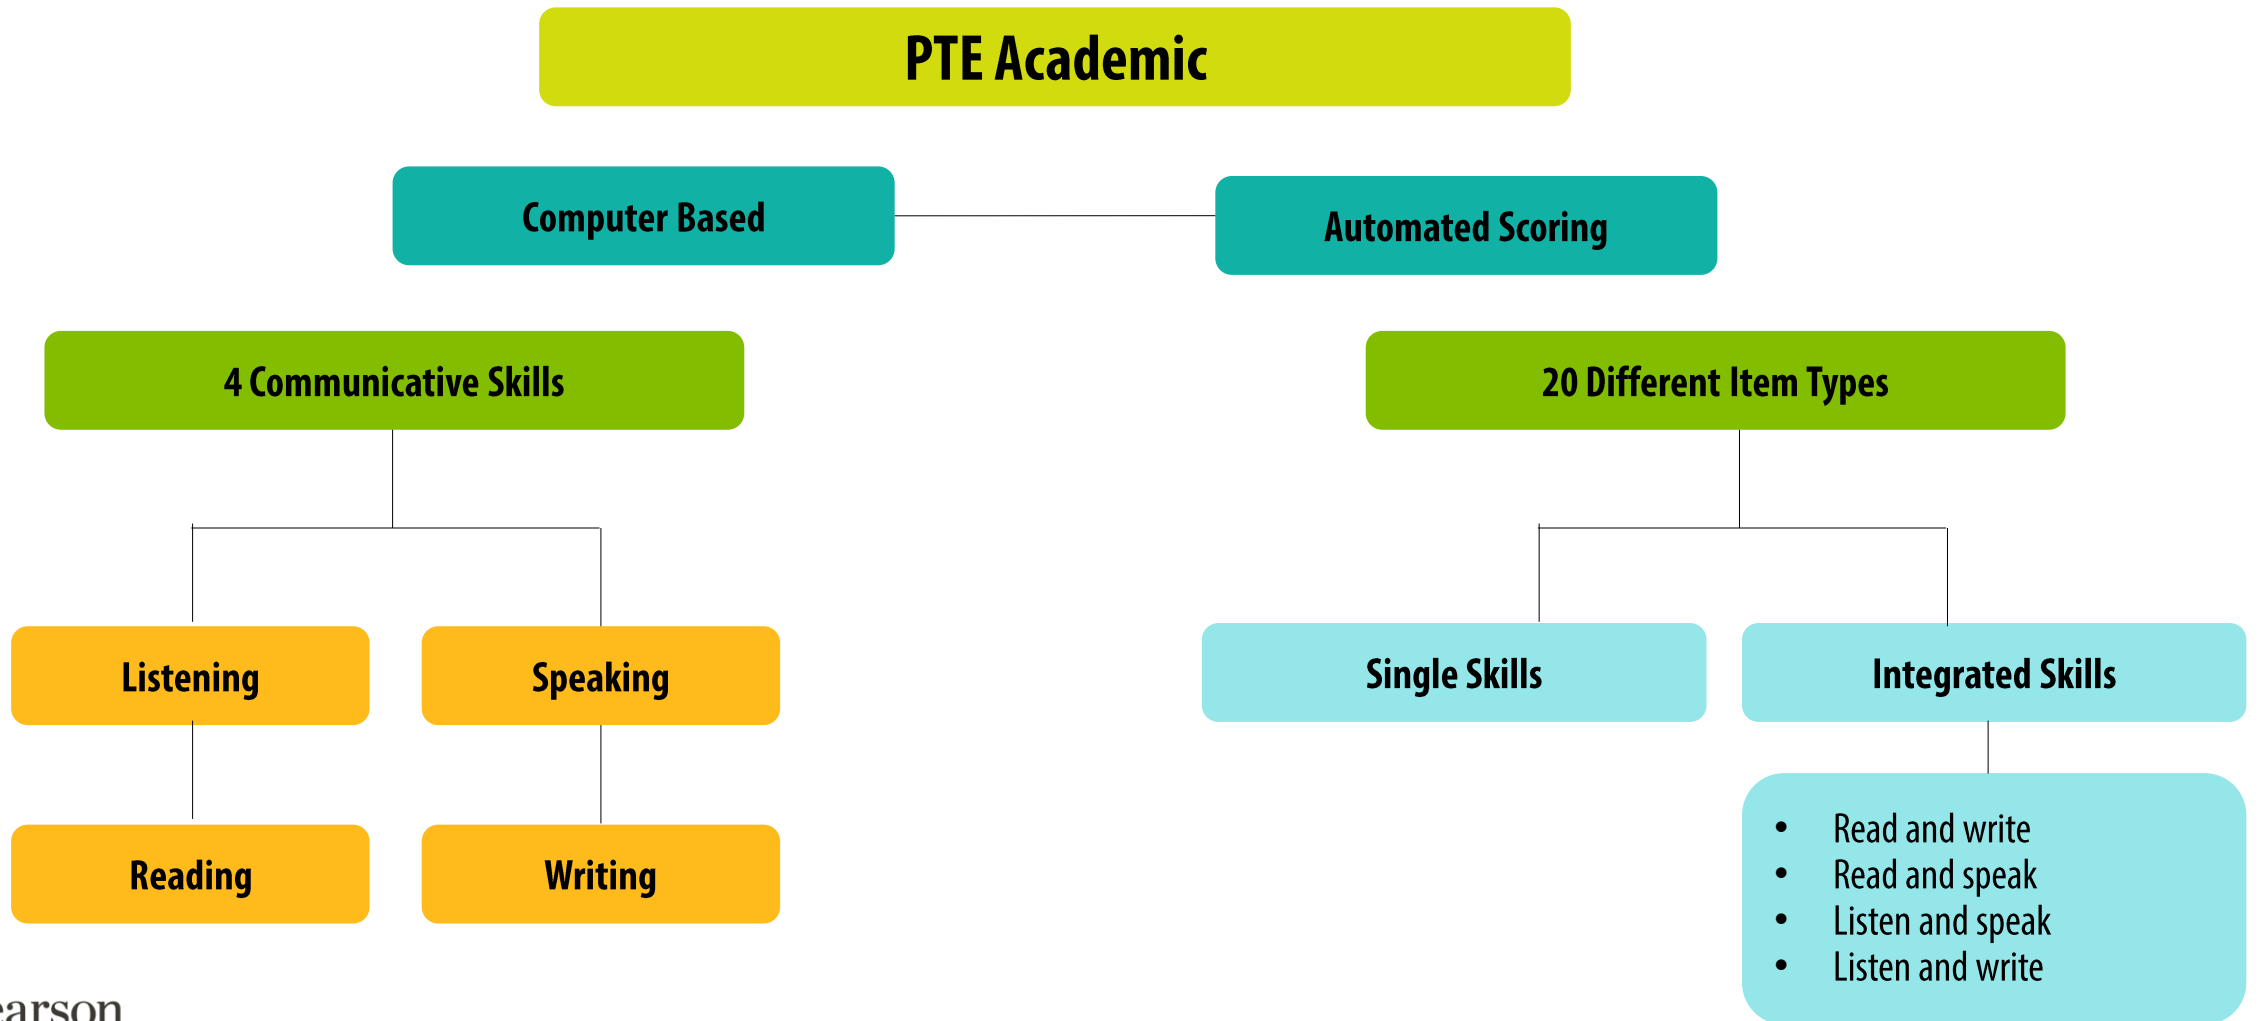 PTE Academic
Computer Based
Automated Scoring
4 Communicative Skills
20 Different Item Types
Listening
Speaking
Single Skills
Integrated Skills
Reading
Writing
• Read and write
• Read and speak
• Listen and speak
• Listen and write
earson